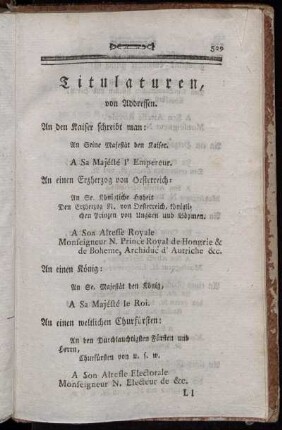 529
Titulaturen,
von Addressen.
An den Kaiser schreibt man:
An Seine Majestät den Kaiser.
A Sa Majésté l' Empereur.
An einen Erzherzog von Oesterreich:
An Se. Königliche Hoheit
Den Erzherzog N. von Oesterreich, Königli-
chen Prinzen von Ungarn und Böhmen.
A Son Altesse Royale
Monseigneur N. Prince Royal de Hongrie &
de Boheme, Archiduc d' Autriche &c.
An einen König:
An Se. Majestät den König.
A Sa Majésté le Roi.
An einen weltlichen Churfürsten:
An den Durchlauchtigsten Fürsten und
Herrn,
Churfürsten von u. s. w.
A Son Altesse Electorale
Monseigneur N. Electeur de &c.
L l